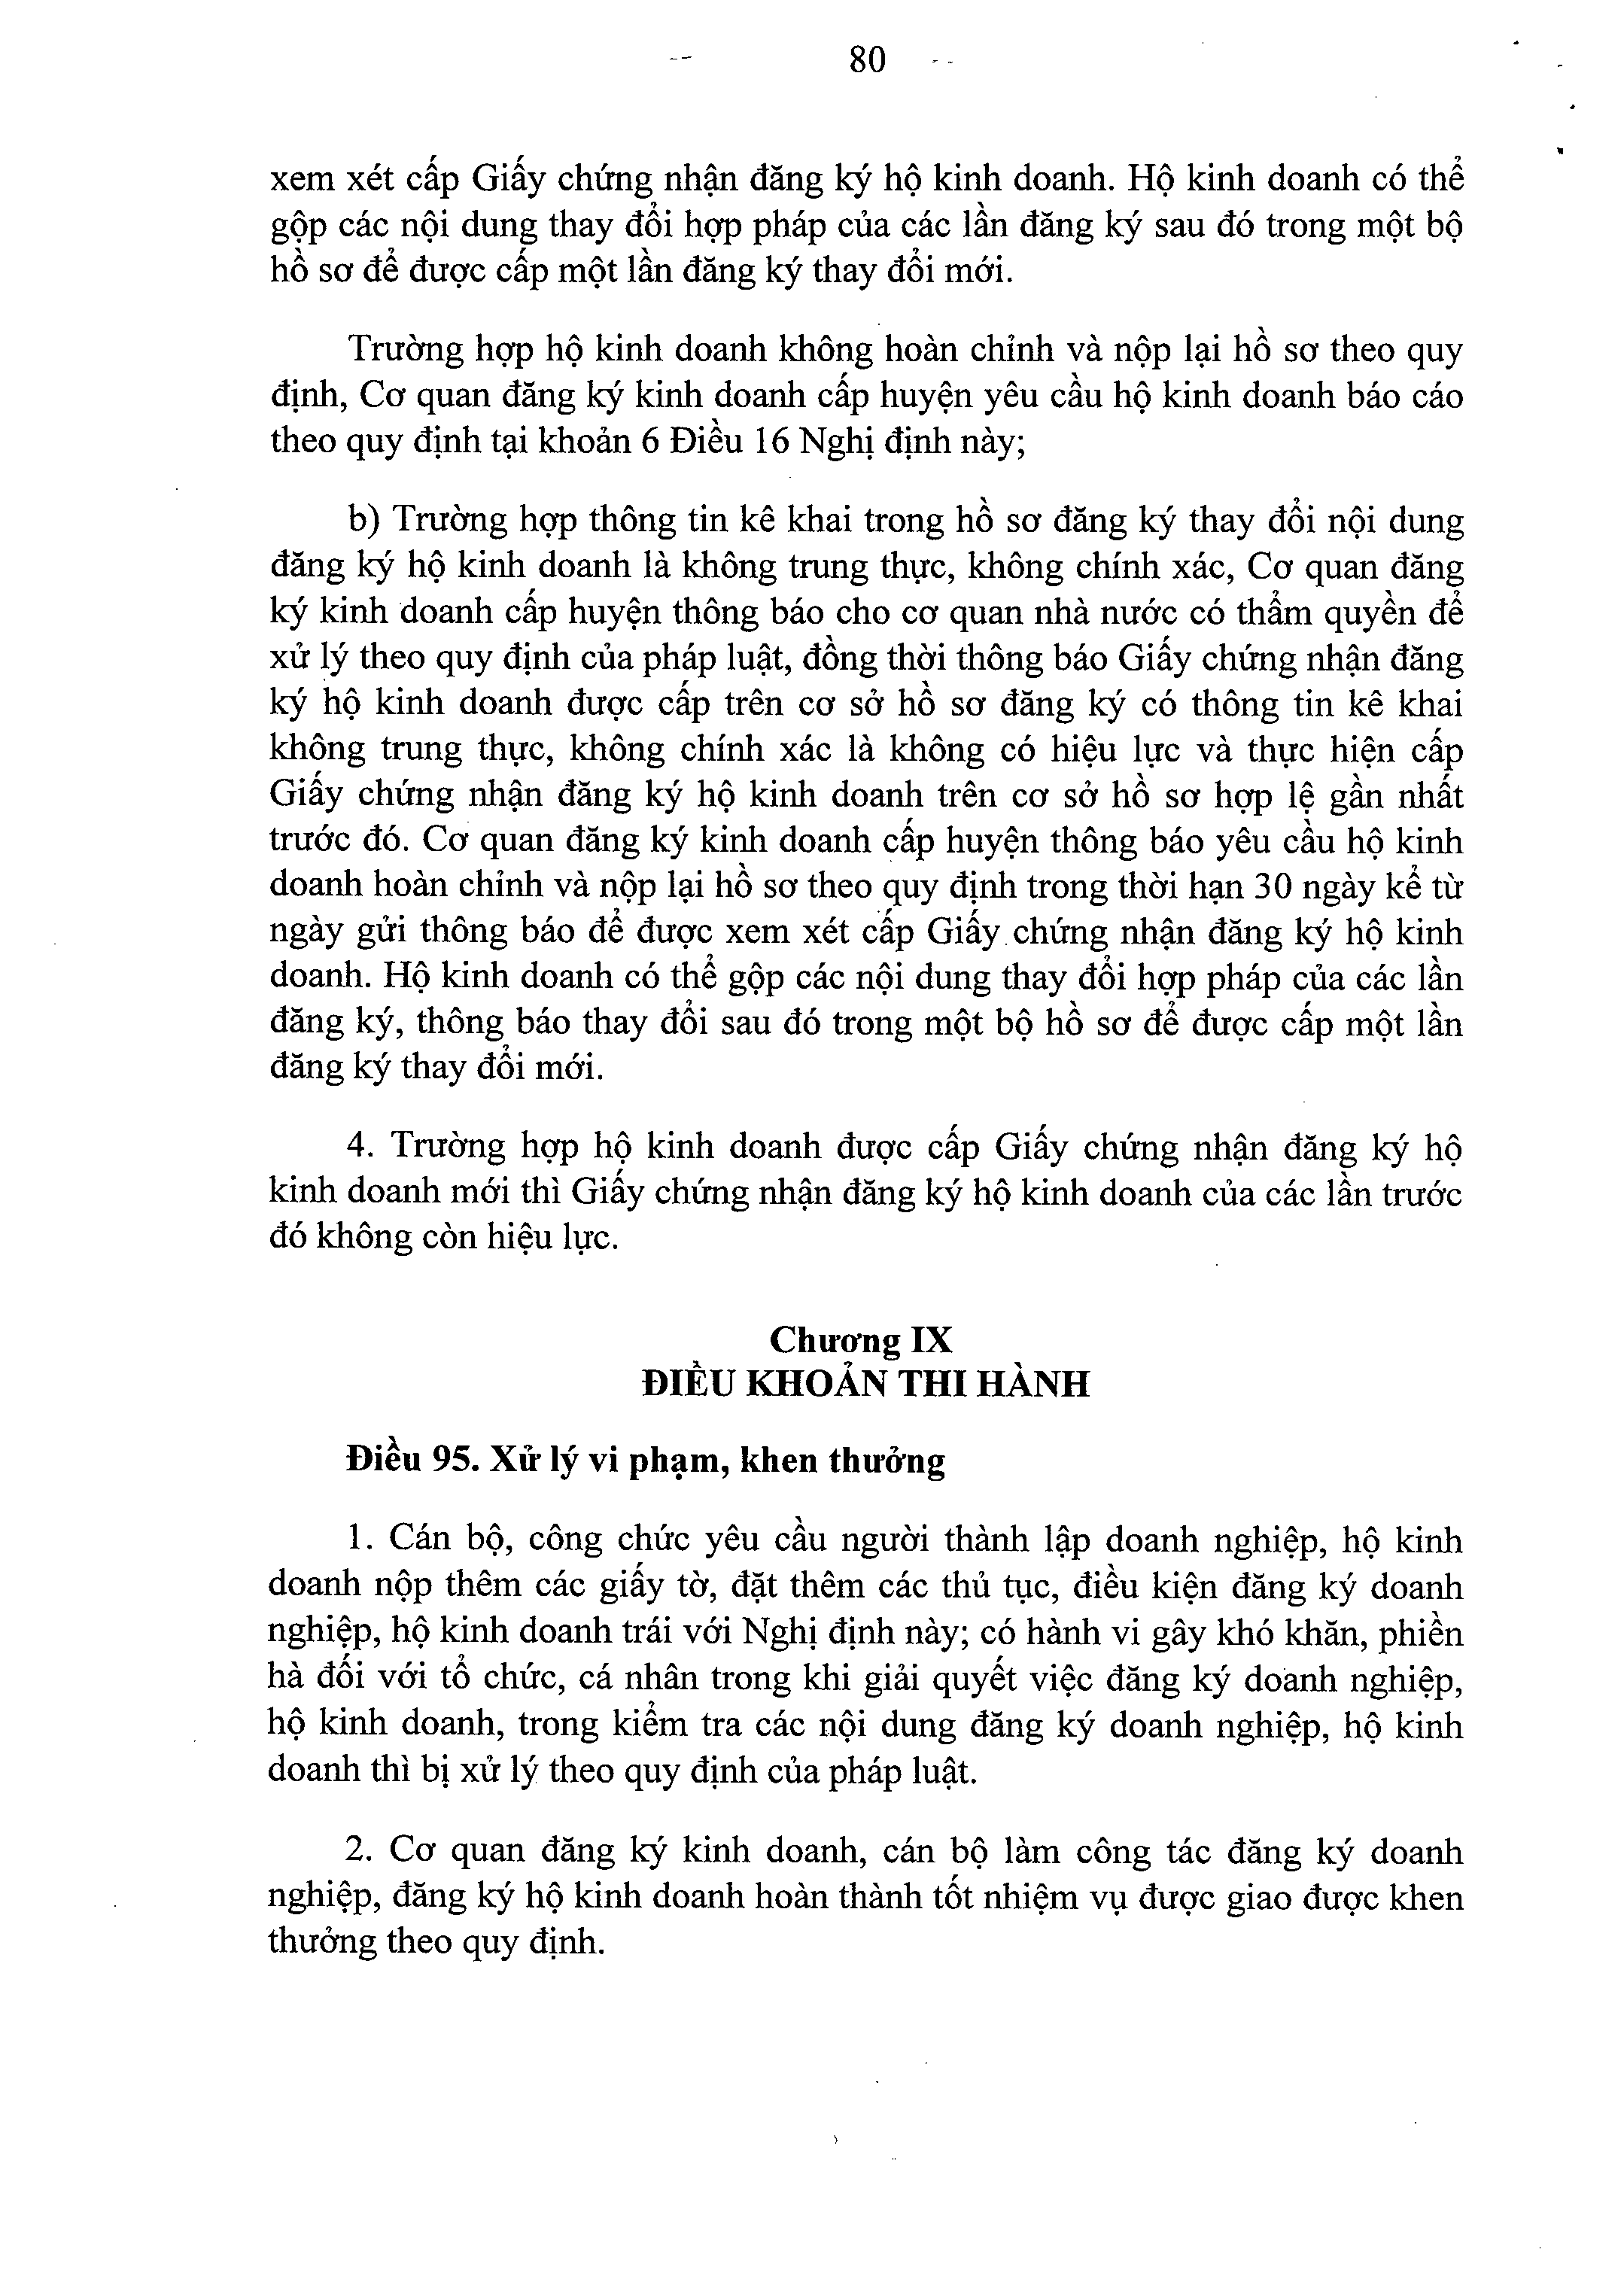 80
xem xét cấp Giấy chứng nhận đăng ký hộ kinh doanh. Hộ kinh doanh có thể
gộp các nội dung thay đổi hợp pháp của các lần đăng ký sau đó trong một bộ
hồ sơ để được cấp một lần đăng ký thay đổi mới.
Trường hợp hộ kinh doanh không hoàn chỉnh và nộp lại hồ sơ theo quy
định, Cơ quan đăng ký kinh doanh cấp huyện yêu cầu hộ kinh doanh báo cáo
theo quy định tại khoản 6 Điều 16 Nghị định này;
b) Trường hợp thông tin kê khai trong hồ sơ đăng ký thay đổi nội dung
đăng ký hộ kinh doanh là không trung thực, không chính xác, Cơ quan đăng
ký kinh doanh cấp huyện thông báo cho cơ quan nhà nước có thẩm quyền để
xử lý theo quy định của pháp luật, đồng thời thông báo Giấy chứng nhận đăng
ký hộ kinh doanh được cấp trên cơ sở hồ sơ đăng ký có thông tin kê khai
không trung thực, không chính xác là không có hiệu lực và thực hiện cấp
Giấy chứng nhận đăng ký hộ kinh doanh trên cơ sở hồ sơ hợp lệ gần nhất
trước đó. Cơ quan đăng ký kinh doanh cấp huyện thông báo yêu cầu hộ kinh
doanh hoàn chỉnh và nộp lại hồ sơ theo quy định trong thời hạn 30 ngày kể từ
ngày gửi thông báo để được xem xét cấp Giấy chứng nhận đăng ký hộ kinh
doanh. Hộ kinh doanh có thể gộp các nội dung thay đổi hợp pháp của các lần
đăng ký, thông báo thay đổi sau đó trong một bộ hồ sơ để được cấp một lần
đăng ký thay đổi mới.
4. Trường hợp hộ kinh doanh được cấp Giấy chứng nhận đăng ký hộ
kinh doanh mới thì Giấy chứng nhận đăng ký hộ kinh doanh của các lần trước
đó không còn hiệu lực.
Chương IX
ĐIỀU KHOẢN THI HÀNH
Điều 95. Xử lý vi phạm, khen thưởng
1. Cán bộ, công chức yêu cầu người thành lập doanh nghiệp, hộ kinh
doanh nộp thêm các giấy tờ, đặt thêm các thủ tục, điều kiện đăng ký doanh
nghiệp, hộ kinh doanh trái với Nghị định này; có hành vi gây khó khăn, phiền
hà đối với tổ chức, cá nhân trong khi giải quyết việc đăng ký doanh nghiệp,
hộ kinh doanh, trong kiểm tra các nội dung đăng ký doanh nghiệp, hộ kinh
doanh thì bị xử lý theo quy định của pháp luật.
2. Cơ quan đăng ký kinh doanh, cán bộ làm công tác đăng ký doanh
nghiệp, đăng ký hộ kinh doanh hoàn thành tốt nhiệm vụ được giao được khen
thưởng theo quy định.